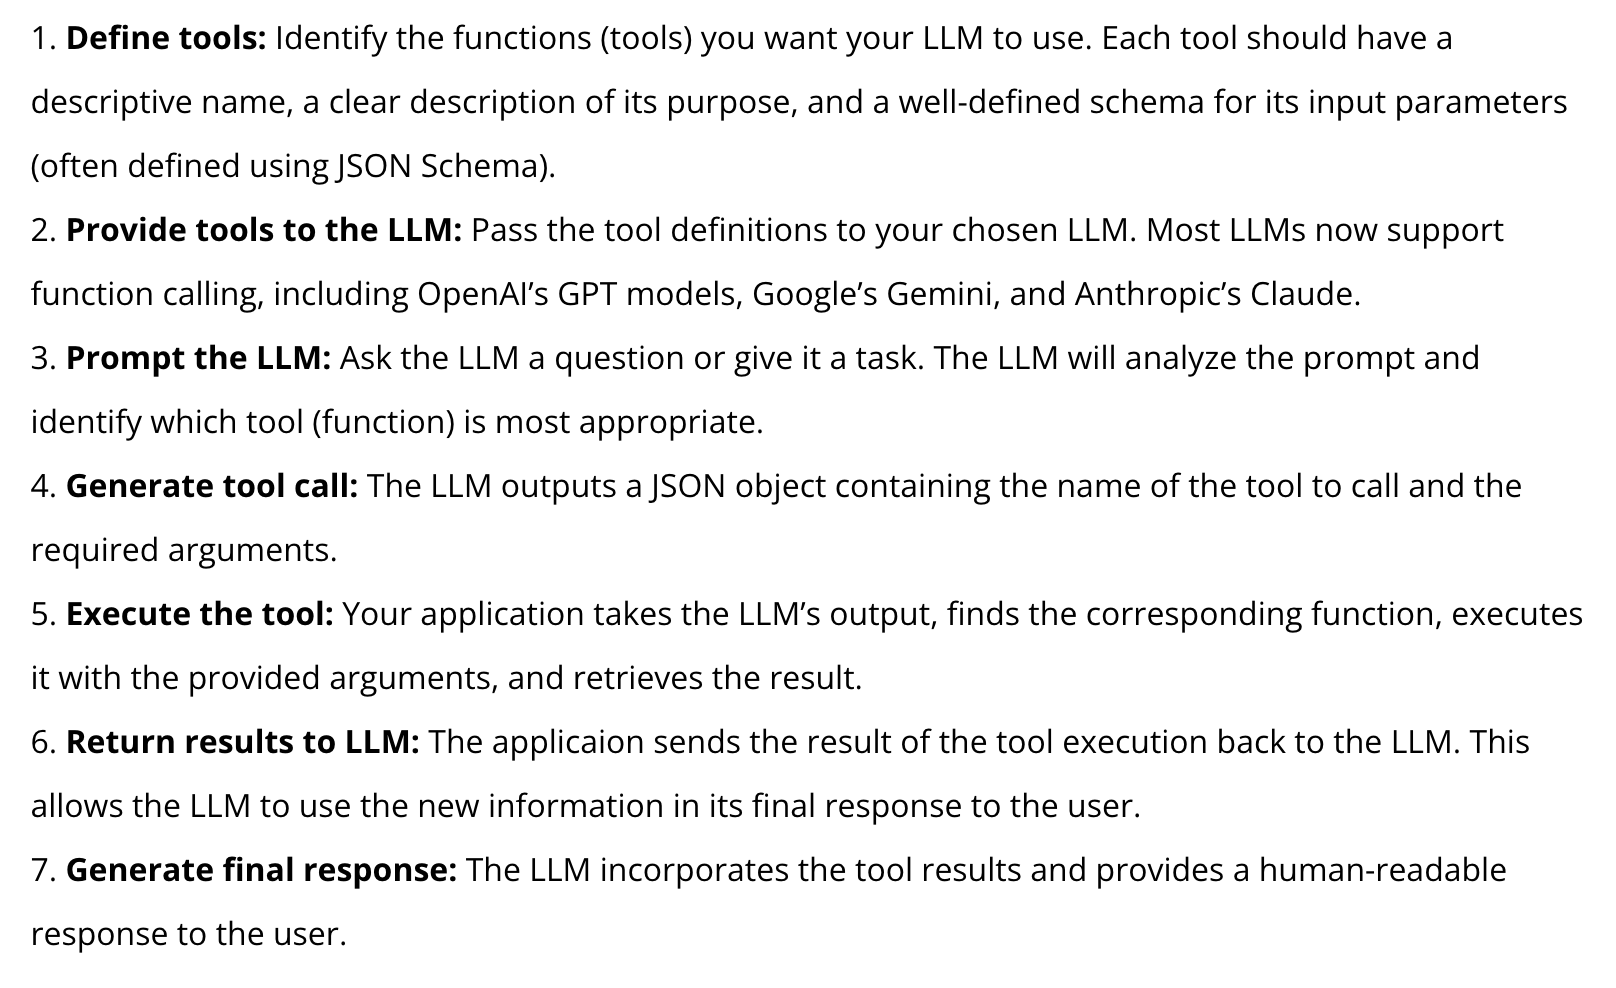 1. Define tools: Identify the functions (tools) you want your LLM to use. Each tool should have a
descriptive name, a clear description of its purpose, and a well-defined schema for its input parameters
(often defined using JSON Schema).
2. Provide tools to the LLM: Pass the tool definitions to your chosen LLM. Most LLMs now support
function calling, including OpenAI’s GPT models, Google’s Gemini, and Anthropic’s Claude.
3. Prompt the LLM: Ask the LLM a question or give it a task. The LLM will analyze the prompt and
identify which tool (function) is most appropriate.
4. Generate tool call: The LLM outputs a JSON object containing the name of the tool to call and the
required arguments.
5. Execute the tool: Your application takes the LLM’s output, finds the corresponding function, executes
it with the provided arguments, and retrieves the result.
6. Return results to LLM: The applicaion sends the result of the tool execution back to the LLM. This
allows the LLM to use the new information in its final response to the user.
7. Generate final response: The LLM incorporates the tool results and provides a human-readable
response to the user.